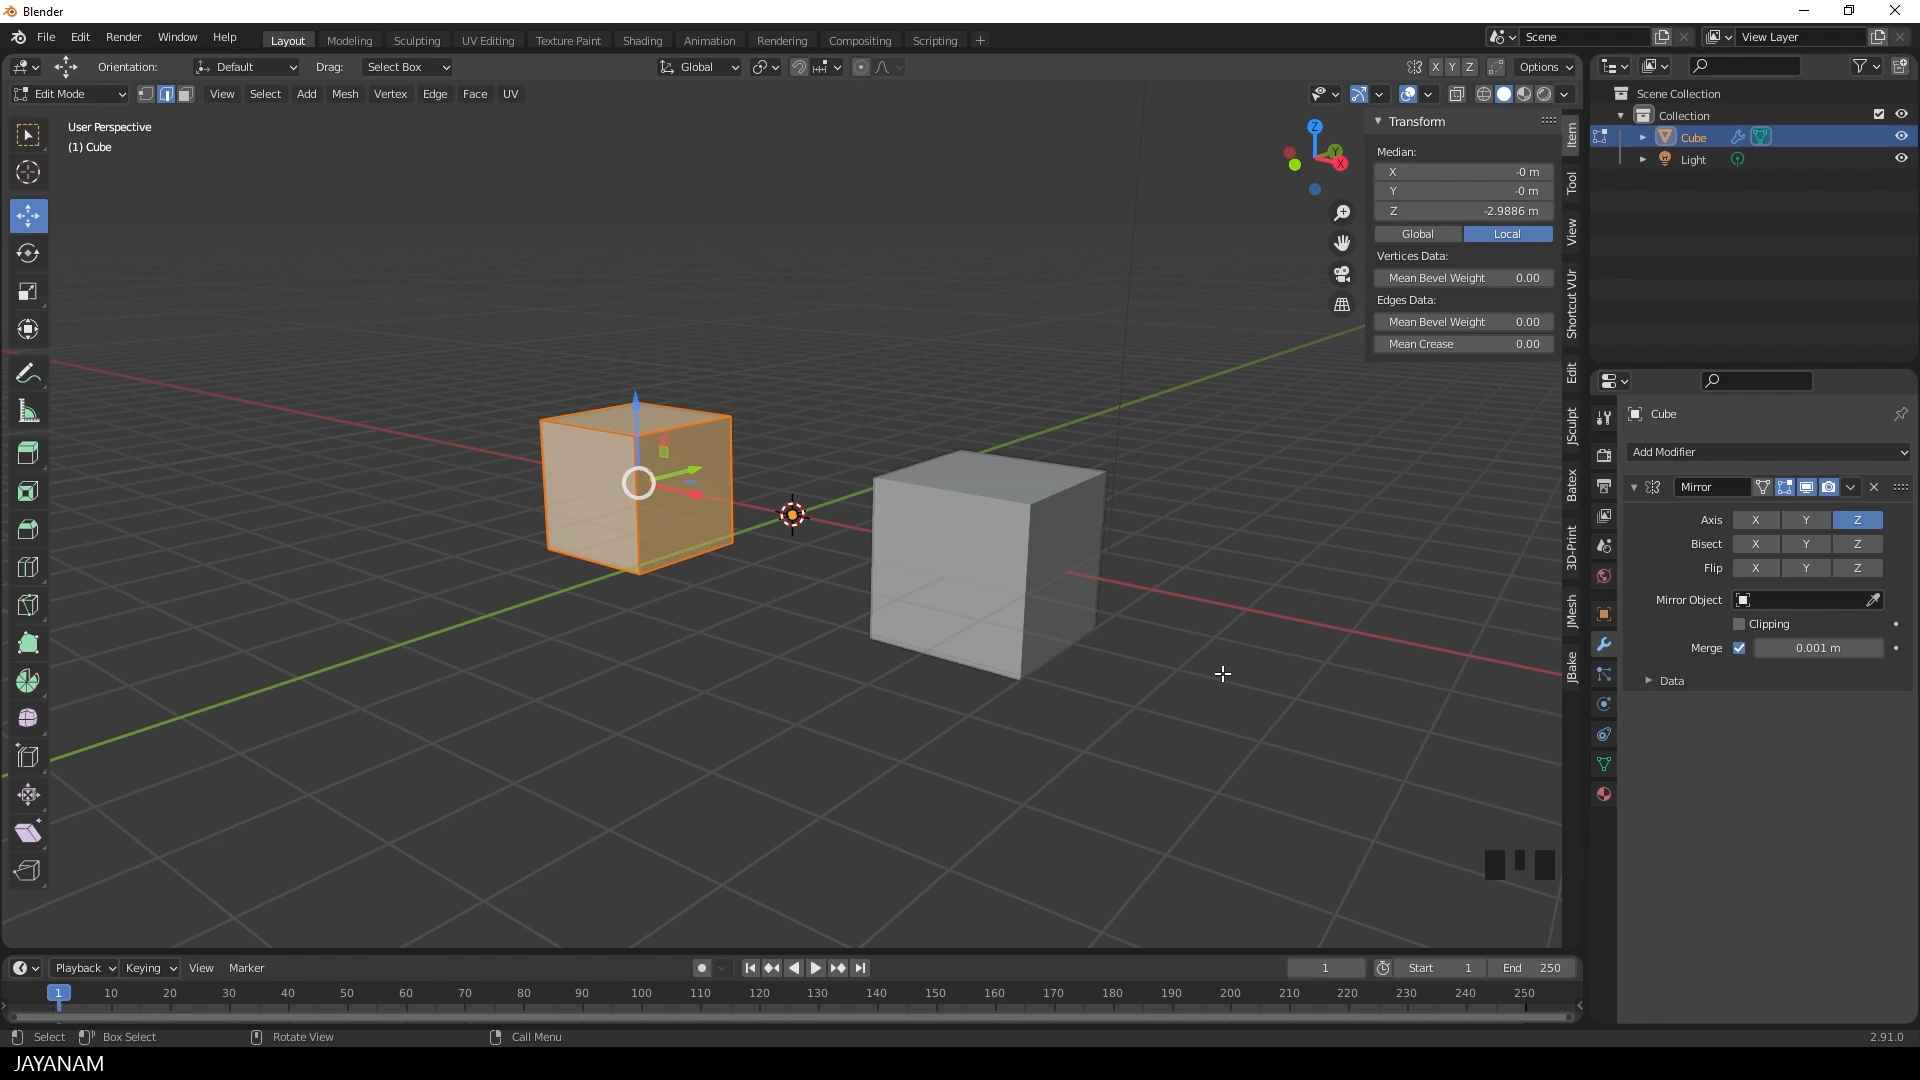 Blender
File Edit Render Window Help Layout Modeling Sculpting UV Editing Texture Paint Shading Animation Rendering Compositing Scripting + Scene View Layer
Orientation: Default Drag: Select Box Global X Y Z Options
Edit Mode View Select Add Mesh Vertex Edge Face UV
User Perspective
(1) Cube
Z
Y
X
Transform
Median:
X -0 m
Y -0 m
Z -2.9886 m
Global Local
Vertices Data:
Mean Bevel Weight 0.00
Edges Data:
Mean Bevel Weight 0.00
Mean Crease 0.00
Item
Tool
View
Shortcut VUr
Edit
JSculpt
Batex
3D-Print
JMesh
JBake
Scene Collection
Collection
Cube
Light
Cube
Add Modifier
Mirror
Axis X Y Z
Bisect X Y Z
Flip X Y Z
Mirror Object
Clipping
Merge 0.001 m
Data
Playback Keying View Marker 1 Start 1 End 250
1 10 20 30 40 50 60 70 80 90 100 110 120 130 140 150 160 170 180 190 200 210 220 230 240 250
Select Box Select Rotate View Call Menu 2.91.0
JAYANAM